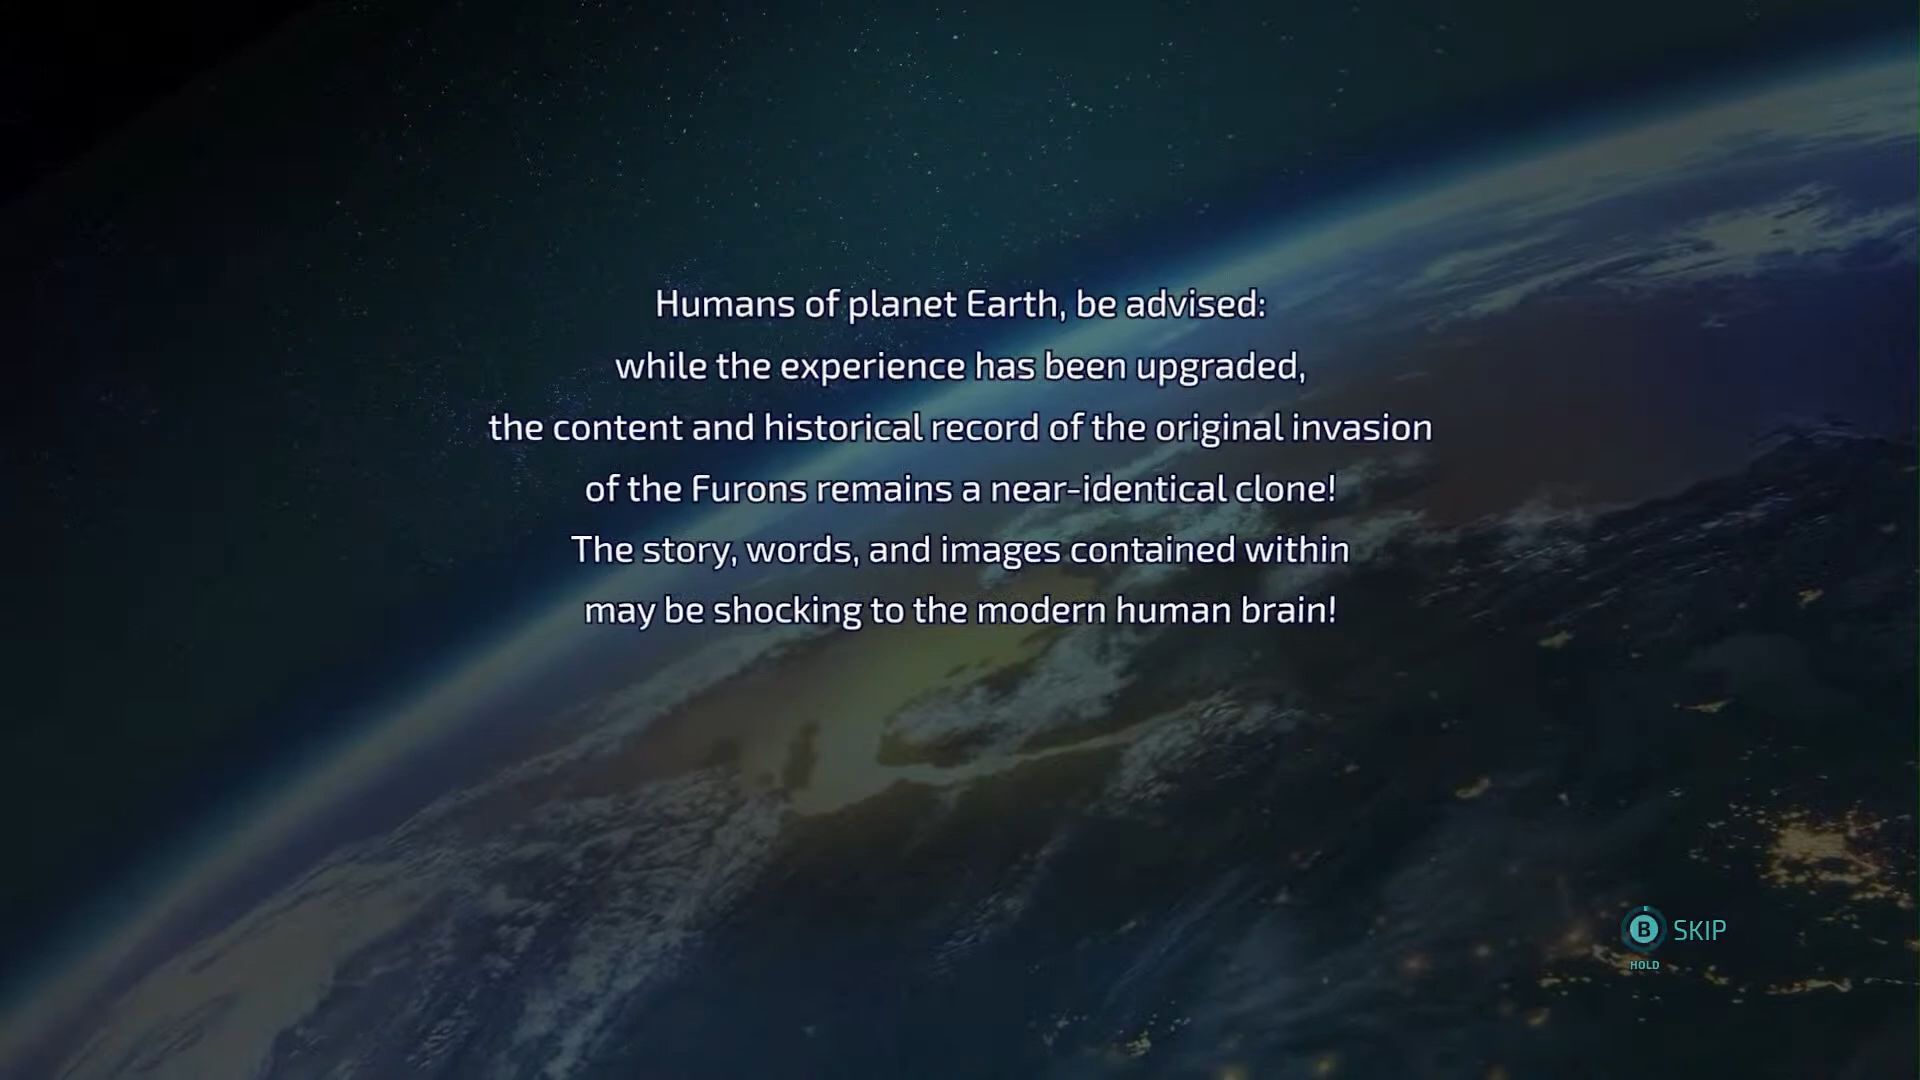 Humans of planet Earth, be advised:
while the experience has been upgraded,
the content and historical record of the original invasion
of the Furons remains a near-identical clone!
The story, words, and images contained within
may be shocking to the modern human brain!
B SKIP
HOLD